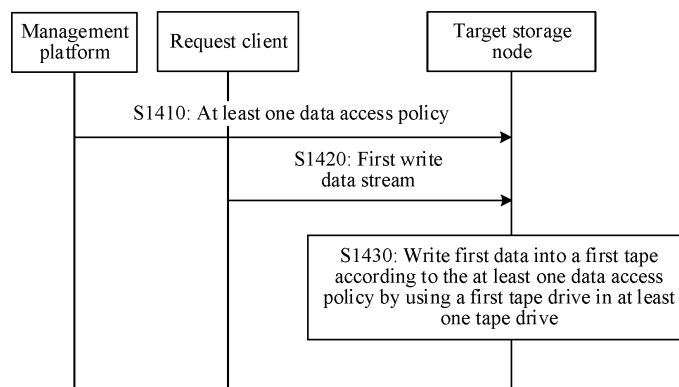 Management
platform
Request client
Target storage
node
S1410: At least one data access policy
S1420: First write
data stream
S1430: Write first data into a first tape
according to the at least one data access
policy by using a first tape drive in at least
one tape drive